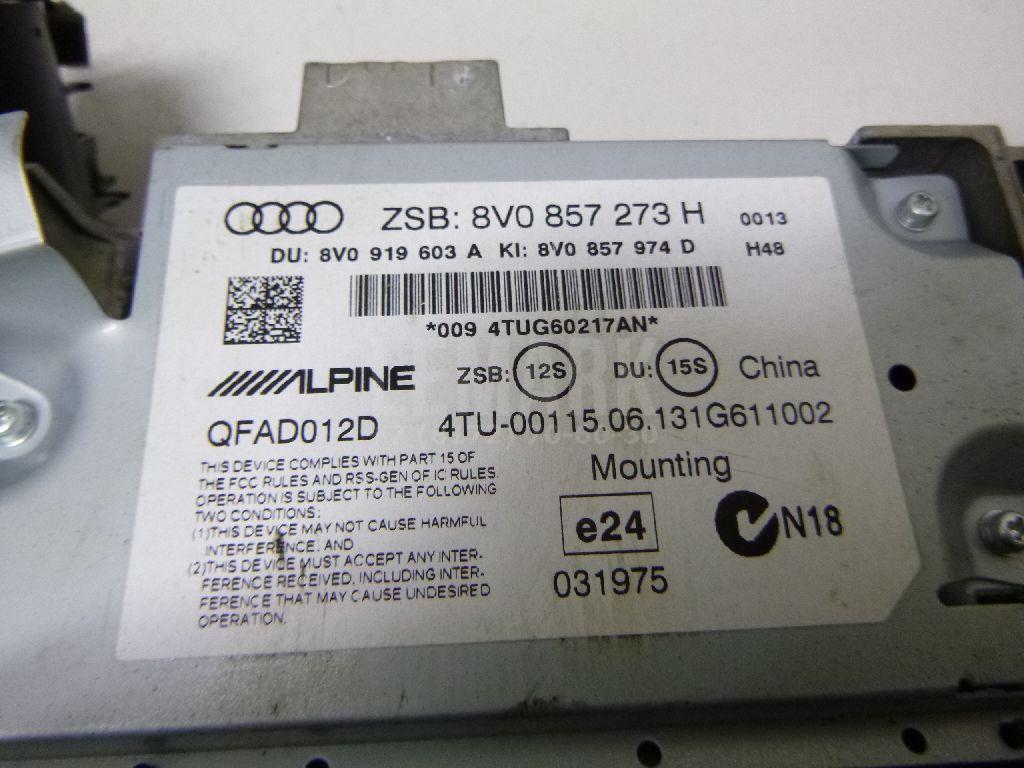 ZSB: 8V0 857 273 H 0013
DU: 8V0 919 603 A KI: 8V0 857 974 D H48
*009 4TUG60217AN*
ALPINE ZSB: 12S DU: 15S China
QFAD012D 4TU-00115.06.131G611002
THIS DEVICE COMPLIES WITH PART 15 OF
THE FCC RULES AND RSS-GEN OF IC RULES.
OPERATION IS SUBJECT TO THE FOLLOWING
TWO CONDITIONS:
(1)THIS DEVICE MAY NOT CAUSE HARMFUL
INTERFERENCE, AND
(2)THIS DEVICE MUST ACCEPT ANY INTER-
FERENCE RECEIVED, INCLUDING INTER-
FERENCE THAT MAY CAUSE UNDESIRED
OPERATION.
Mounting
e24
N18
031975